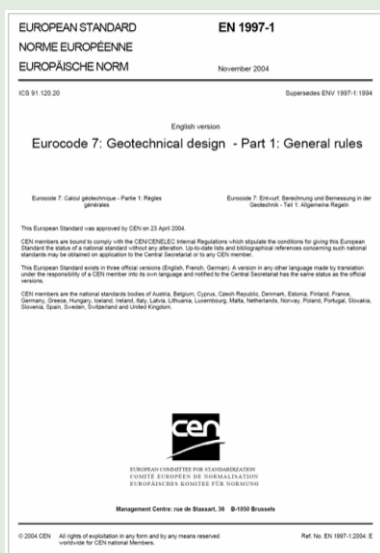 EUROPEAN STANDARD
NORME EUROPÉENNE
EUROPÄISCHE NORM
EN 1997-1
November 2004
ICS 91.120.20
Supersedes ENV 1997-1:1994
English version
Eurocode 7: Geotechnical design - Part 1: General rules
Eurocode 7: Calcul géotechnique - Partie 1: Règles
générales
Eurocode 7: Entwurf, Berechnung und Bemessung in der
Geotechnik - Teil 1: Allgemeine Regeln
This European Standard was approved by CEN on 23 April 2004.
CEN members are bound to comply with the CEN/CENELEC Internal Regulations which stipulate the conditions for giving this European
Standard the status of a national standard without any alteration. Up-to-date lists and bibliographical references concerning such national
standards may be obtained on application to the Central Secretariat or to any CEN member.
This European Standard exists in three official versions (English, French, German). A version in any other language made by translation
under the responsibility of a CEN member into its own language and notified to the Central Secretariat has the same status as the official
versions.
CEN members are the national standards bodies of Austria, Belgium, Cyprus, Czech Republic, Denmark, Estonia, Finland, France,
Germany, Greece, Hungary, Iceland, Ireland, Italy, Latvia, Lithuania, Luxembourg, Malta, Netherlands, Norway, Poland, Portugal, Slovakia,
Slovenia, Spain, Sweden, Switzerland and United Kingdom.
cen
EUROPEAN COMMITTEE FOR STANDARDIZATION
COMITÉ EUROPÉEN DE NORMALISATION
EUROPÄISCHES KOMITEE FÜR NORMUNG
Management Centre: rue de Stassart, 36 B-1050 Brussels
© 2004 CEN All rights of exploitation in any form and by any means reserved
worldwide for CEN national Members.
Ref. No. EN 1997-1:2004: E